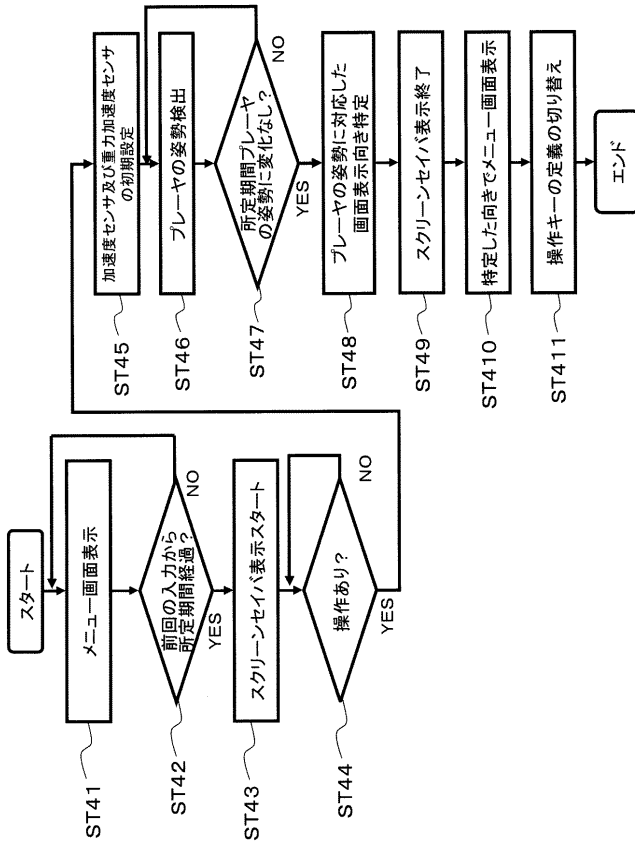 スタート
ST41
メニュー画面表示
ST42
前回の入力から
所定期間経過？
NO
YES
ST43
スクリーンセイバ表示スタート
ST44
操作あり？
NO
YES
ST45
加速度センサ及び重力加速度センサ
の初期設定
ST46
プレーヤの姿勢検出
ST47
所定期間プレーヤ
の姿勢に変化なし？
NO
YES
ST48
プレーヤの姿勢に対応した
画面表示向き特定
ST49
スクリーンセイバ表示終了
ST410
特定した向きでメニュー画面表示
ST411
操作キーの定義の切り替え
エンド